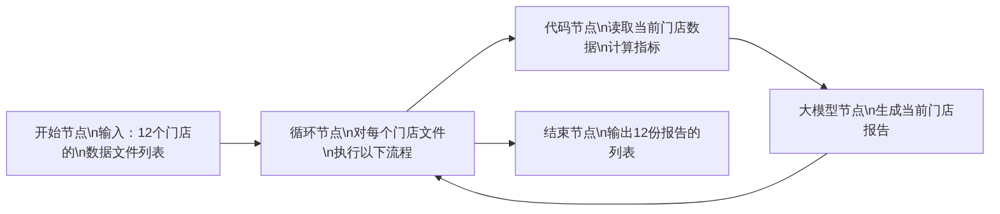 开始节点\n输入：12个门店
的\n数据文件列表
循环节点\n对每个门店文件
\n执行以下流程
代码节点\n读取当前门店数
据\n计算指标
大模型节点\n生成当前门店
报告
结束节点\n输出12份报告的
列表